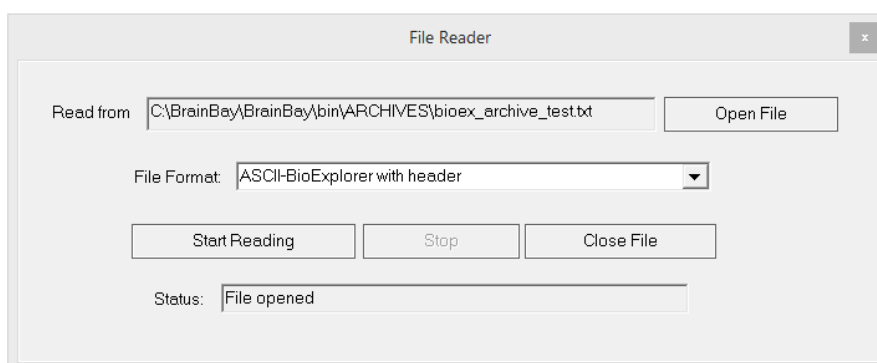 File Reader
x
Read from C:\BrainBay\BrainBay\bin\ARCHIVES\bioex_archive_test.txt Open File
File Format: ASCII-BioExplorer with header
Start Reading Stop Close File
Status: File opened